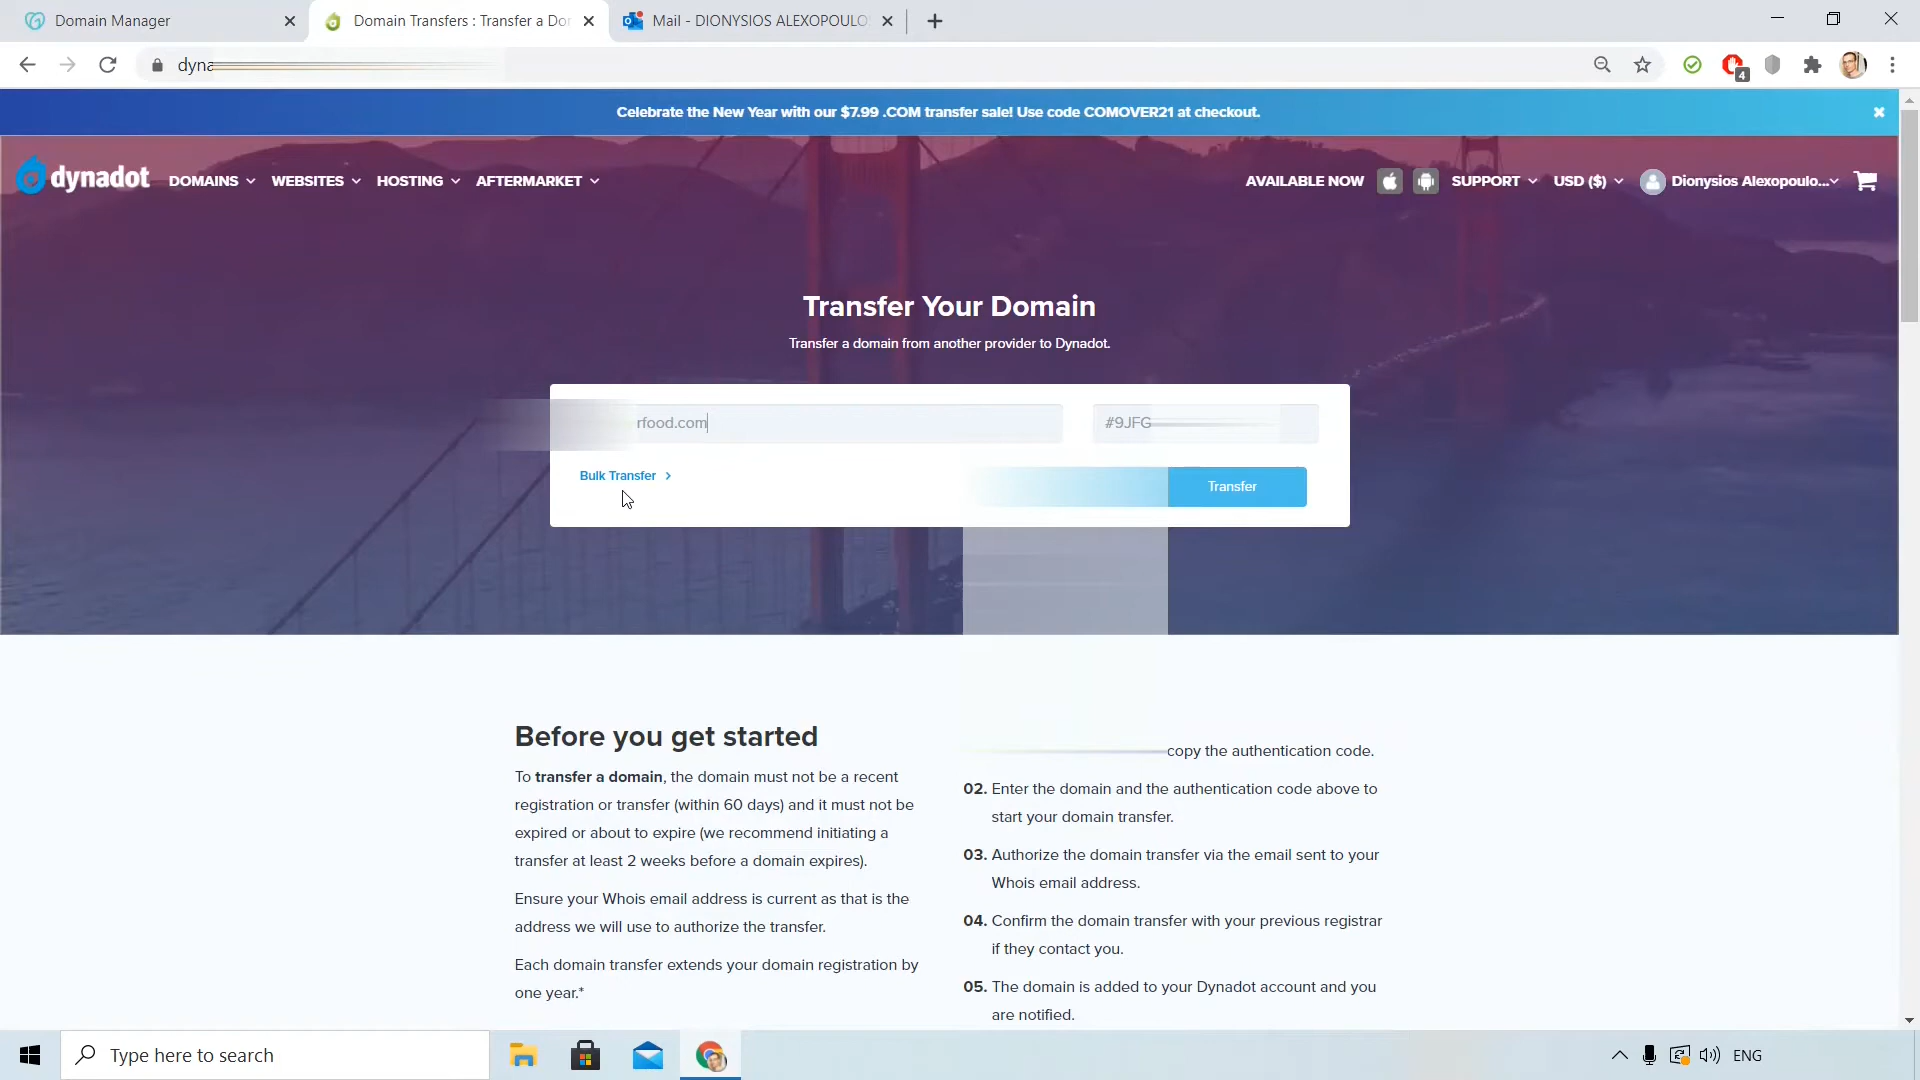 Domain Manager
Domain Transfers : Transfer a Dor
Mail - DIONYSIOS ALEXOPOULO
dyna
4
Celebrate the New Year with our $7.99 .COM transfer sale! Use code COMOVER21 at checkout.
dynadot
DOMAINS
WEBSITES
HOSTING
AFTERMARKET
AVAILABLE NOW
SUPPORT
USD ($)
Dionysios Alexopoulo...
Transfer Your Domain
Transfer a domain from another provider to Dynadot.
rfood.com
#9JFG
Bulk Transfer
Transfer
Before you get started
To transfer a domain, the domain must not be a recent
registration or transfer (within 60 days) and it must not be
expired or about to expire (we recommend initiating a
transfer at least 2 weeks before a domain expires).
Ensure your Whois email address is current as that is the
address we will use to authorize the transfer.
Each domain transfer extends your domain registration by
one year.*
copy the authentication code.
02. Enter the domain and the authentication code above to
start your domain transfer.
03. Authorize the domain transfer via the email sent to your
Whois email address.
04. Confirm the domain transfer with your previous registrar
if they contact you.
05. The domain is added to your Dynadot account and you
are notified.
Type here to search
ENG